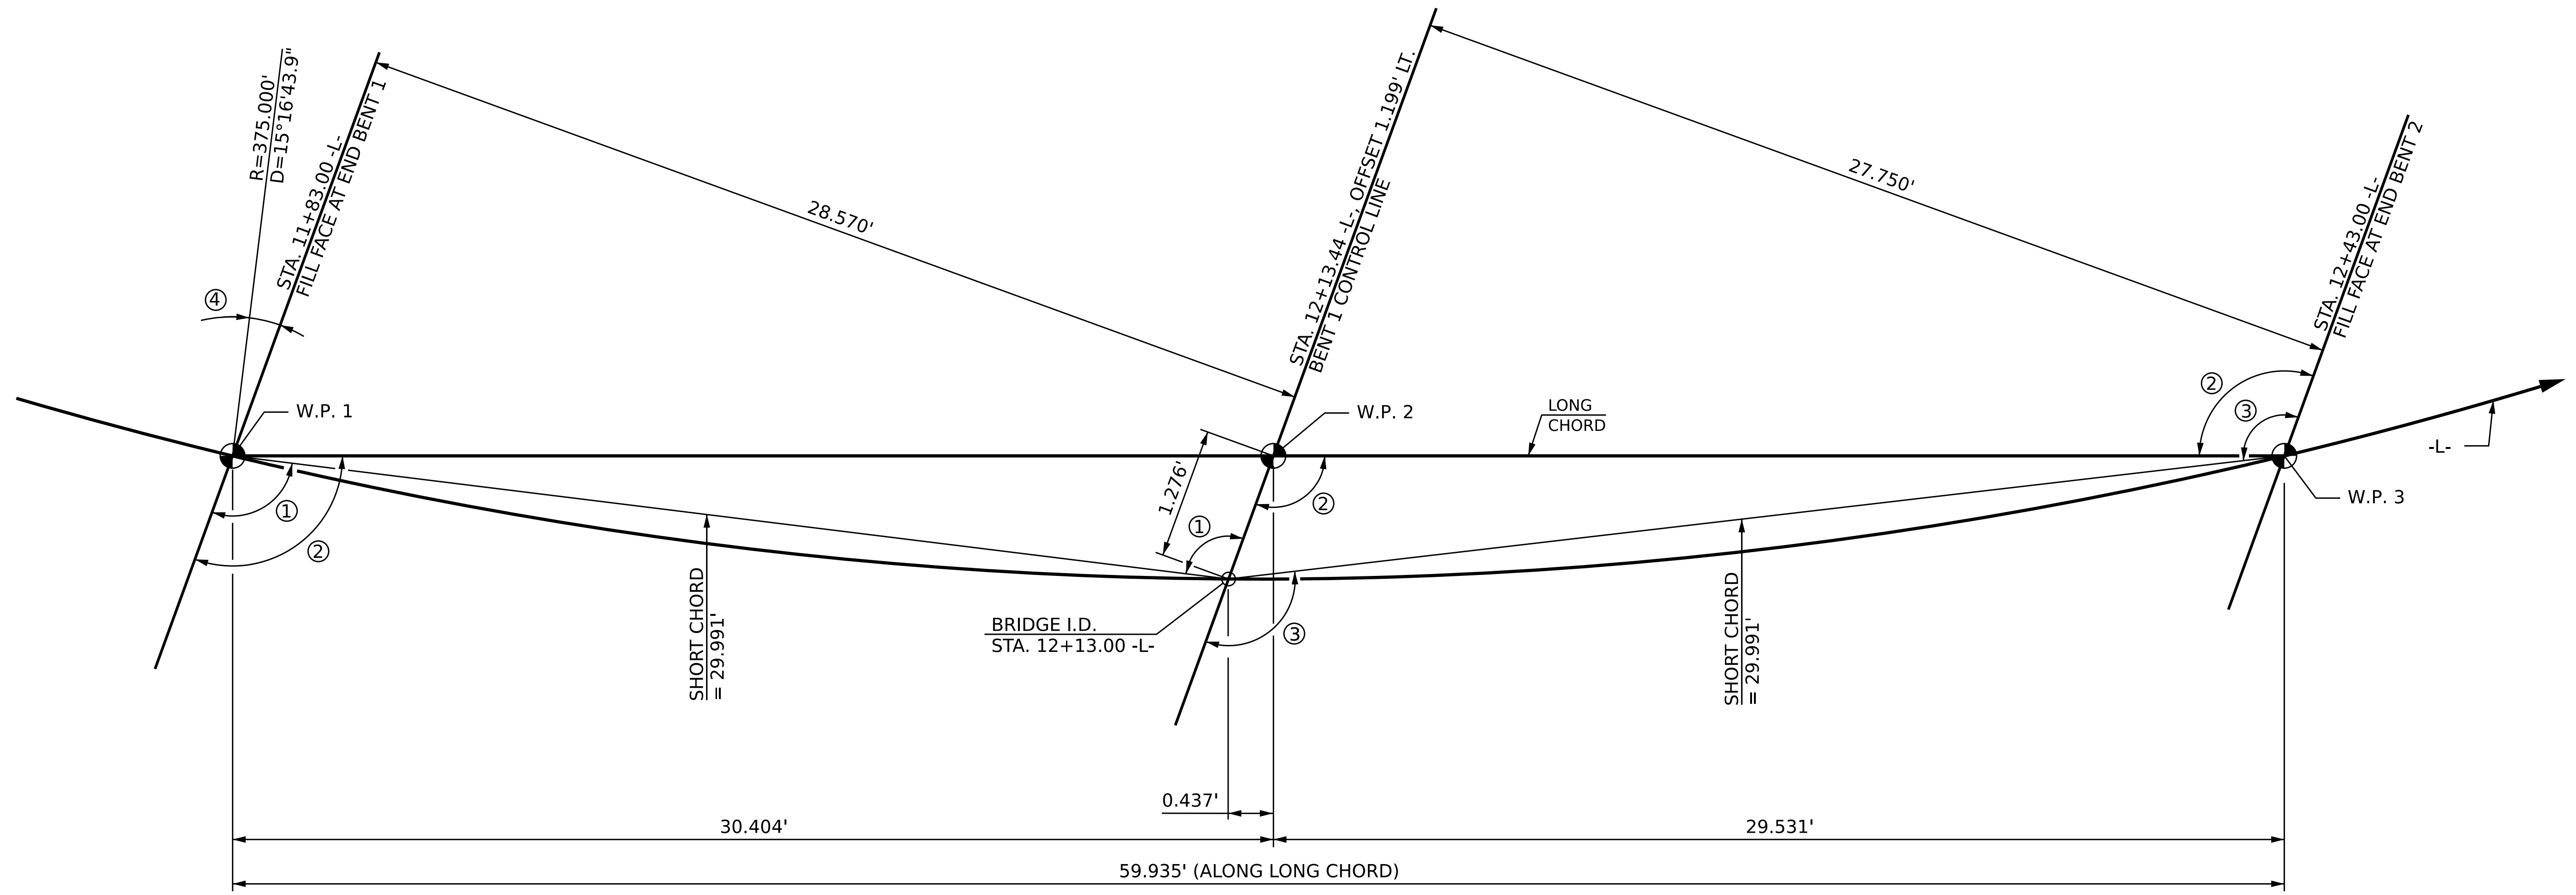 R=375.000'
D=15°16'43.9"
STA. 11+83.00 -L-
FILL FACE AT END BENT 1
28.570'
STA. 12+13.44 -L-, OFFSET 1.199' LT.
BENT 1 CONTROL LINE
27.750'
STA. 12+43.00 -L-
FILL FACE AT END BENT 2
4
W.P. 1
W.P. 2
LONG
CHORD
2
3
-L-
W.P. 3
1
2
1.276'
1
2
3
SHORT CHORD
= 29.991'
BRIDGE I.D.
STA. 12+13.00 -L-
SHORT CHORD
= 29.991'
0.437'
30.404'
29.531'
59.935' (ALONG LONG CHORD)